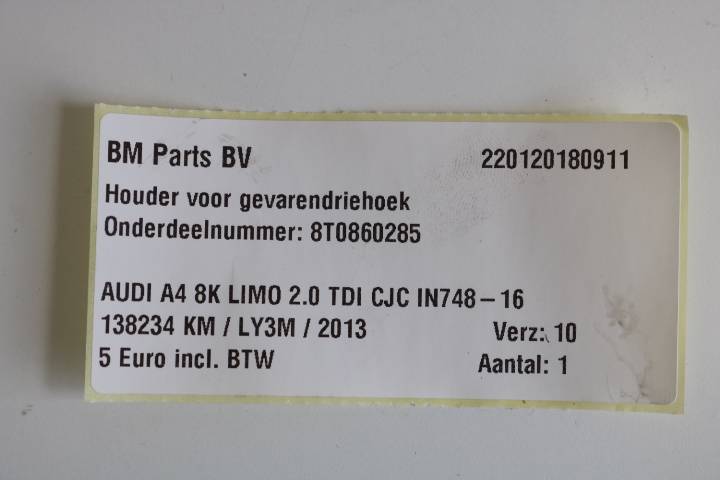 BM Parts BV 220120180911
Houder voor gevarendriehoek
Onderdeelnummer: 8T0860285
AUDI A4 8K LIMO 2.0 TDI CJC IN748-16
138234 KM / LY3M / 2013 Verz: 10
5 Euro incl. BTW Aantal: 1